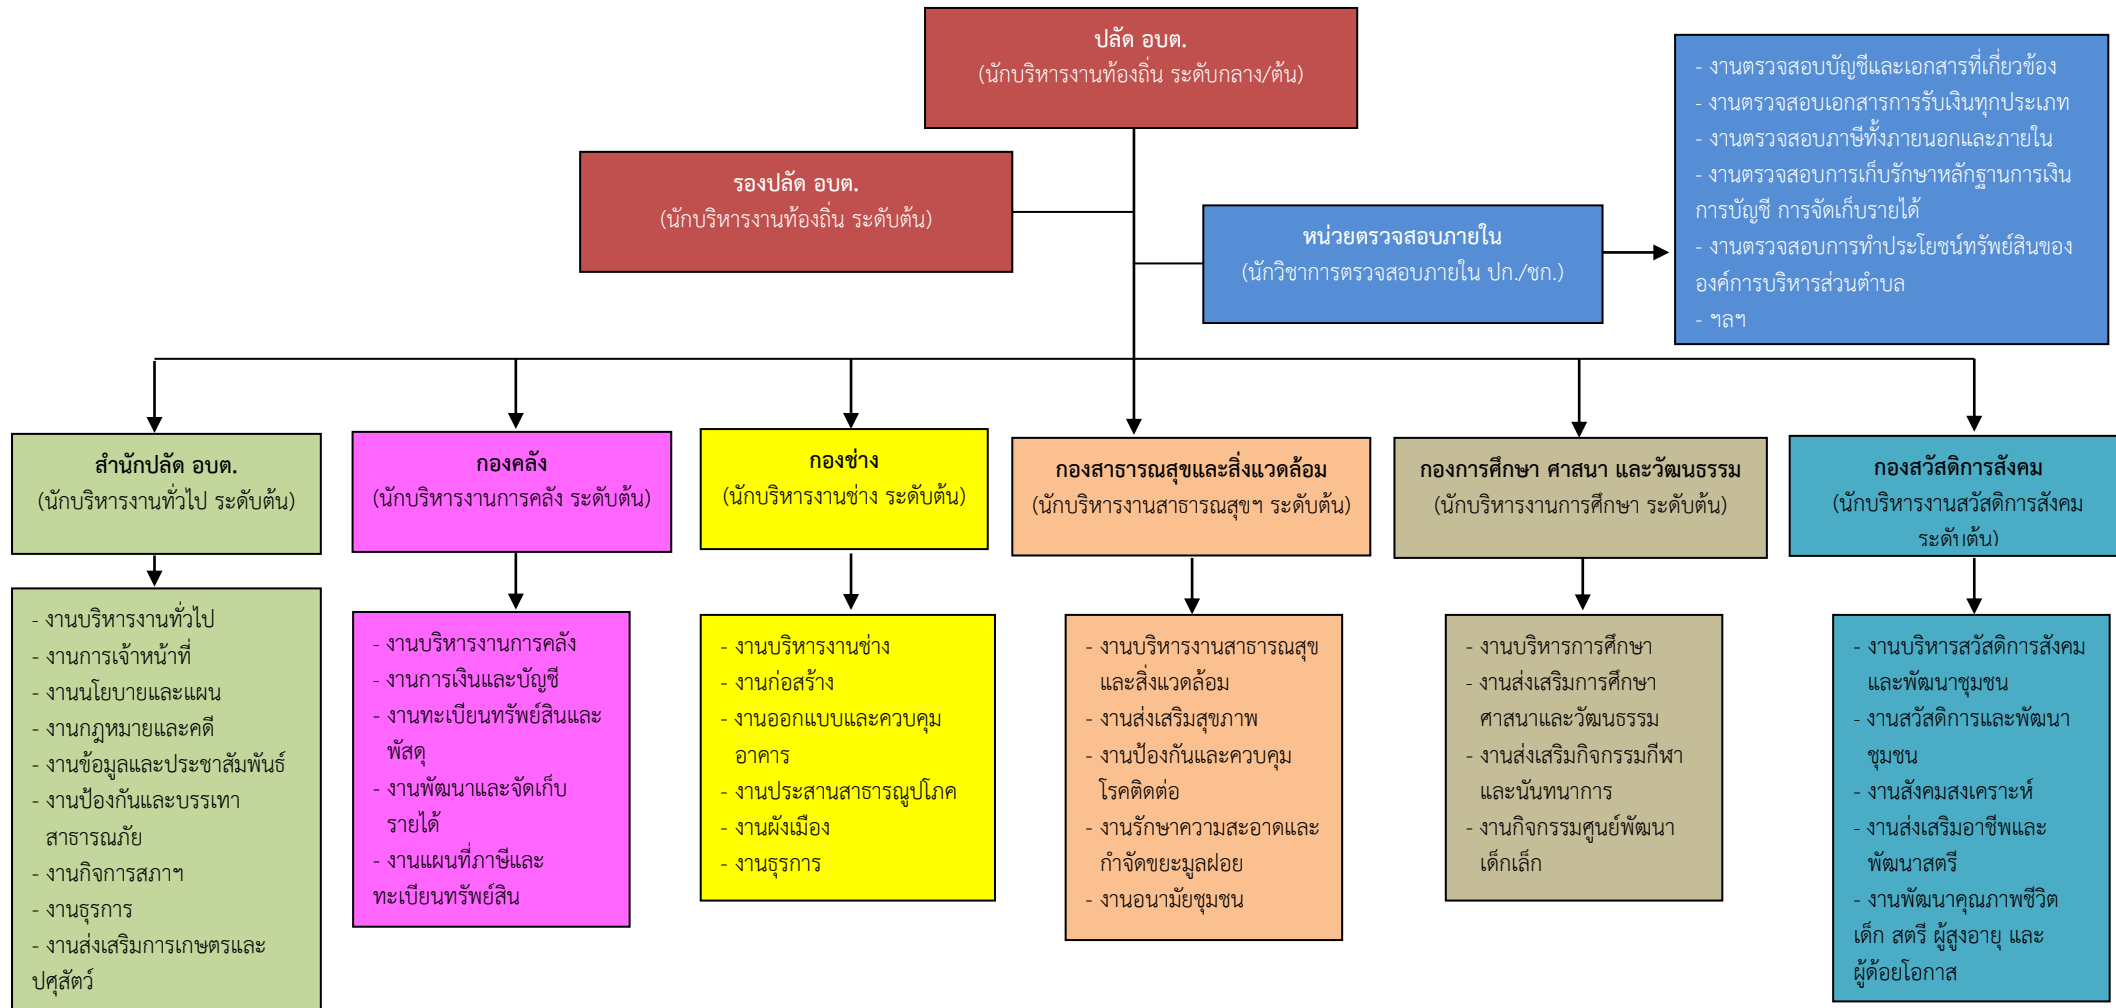 ปลัด อบต.
(นักบริหารงานท้องถิ่น ระดับกลาง/ต้น)
รองปลัด อบต.
(นักบริหารงานท้องถิ่น ระดับต้น)
หน่วยตรวจสอบภายใน
(นักวิชาการตรวจสอบภายใน ปก./ชก.)
- งานตรวจสอบบัญชีและเอกสารที่เกี่ยวข้อง
- งานตรวจสอบเอกสารการรับเงินทุกประเภท
- งานตรวจสอบภาษีทั้งภายนอกและภายใน
- งานตรวจสอบการเก็บรักษาหลักฐานการเงิน
การบัญชี การจัดเก็บรายได้
- งานตรวจสอบการทำประโยชน์ทรัพย์สินของ
องค์การบริหารส่วนตำบล
- ฯลฯ
สำนักปลัด อบต.
(นักบริหารงานทั่วไป ระดับต้น)
กองคลัง
(นักบริหารงานการคลัง ระดับต้น)
กองช่าง
(นักบริหารงานช่าง ระดับต้น)
กองสาธารณสุขและสิ่งแวดล้อม
(นักบริหารงานสาธารณสุขฯ ระดับต้น)
กองการศึกษา ศาสนา และวัฒนธรรม
(นักบริหารงานการศึกษา ระดับต้น)
กองสวัสดิการสังคม
(นักบริหารงานสวัสดิการสังคม
ระดับต้น)
- งานบริหารงานทั่วไป
- งานการเจ้าหน้าที่
- งานนโยบายและแผน
- งานกฎหมายและคดี
- งานข้อมูลและประชาสัมพันธ์
- งานป้องกันและบรรเทา
สาธารณภัย
- งานกิจการสภาฯ
- งานธุรการ
- งานส่งเสริมการเกษตรและ
ปศุสัตว์
- งานบริหารงานการคลัง
- งานการเงินและบัญชี
- งานทะเบียนทรัพย์สินและ
พัสดุ
- งานพัฒนาและจัดเก็บ
รายได้
- งานแผนที่ภาษีและ
ทะเบียนทรัพย์สิน
- งานบริหารงานช่าง
- งานก่อสร้าง
- งานออกแบบและควบคุม
อาคาร
- งานประสานสาธารณูปโภค
- งานผังเมือง
- งานธุรการ
- งานบริหารงานสาธารณสุข
และสิ่งแวดล้อม
- งานส่งเสริมสุขภาพ
- งานป้องกันและควบคุม
โรคติดต่อ
- งานรักษาความสะอาดและ
กำจัดขยะมูลฝอย
- งานอนามัยชุมชน
- งานบริหารการศึกษา
- งานส่งเสริมการศึกษา
ศาสนาและวัฒนธรรม
- งานส่งเสริมกิจกรรมกีฬา
และนันทนาการ
- งานกิจกรรมศูนย์พัฒนา
เด็กเล็ก
- งานบริหารสวัสดิการสังคม
และพัฒนาชุมชน
- งานสวัสดิการและพัฒนา
ชุมชน
- งานสังคมสงเคราะห์
- งานส่งเสริมอาชีพและ
พัฒนาสตรี
- งานพัฒนาคุณภาพชีวิต
เด็ก สตรี ผู้สูงอายุ และ
ผู้ด้อยโอกาส